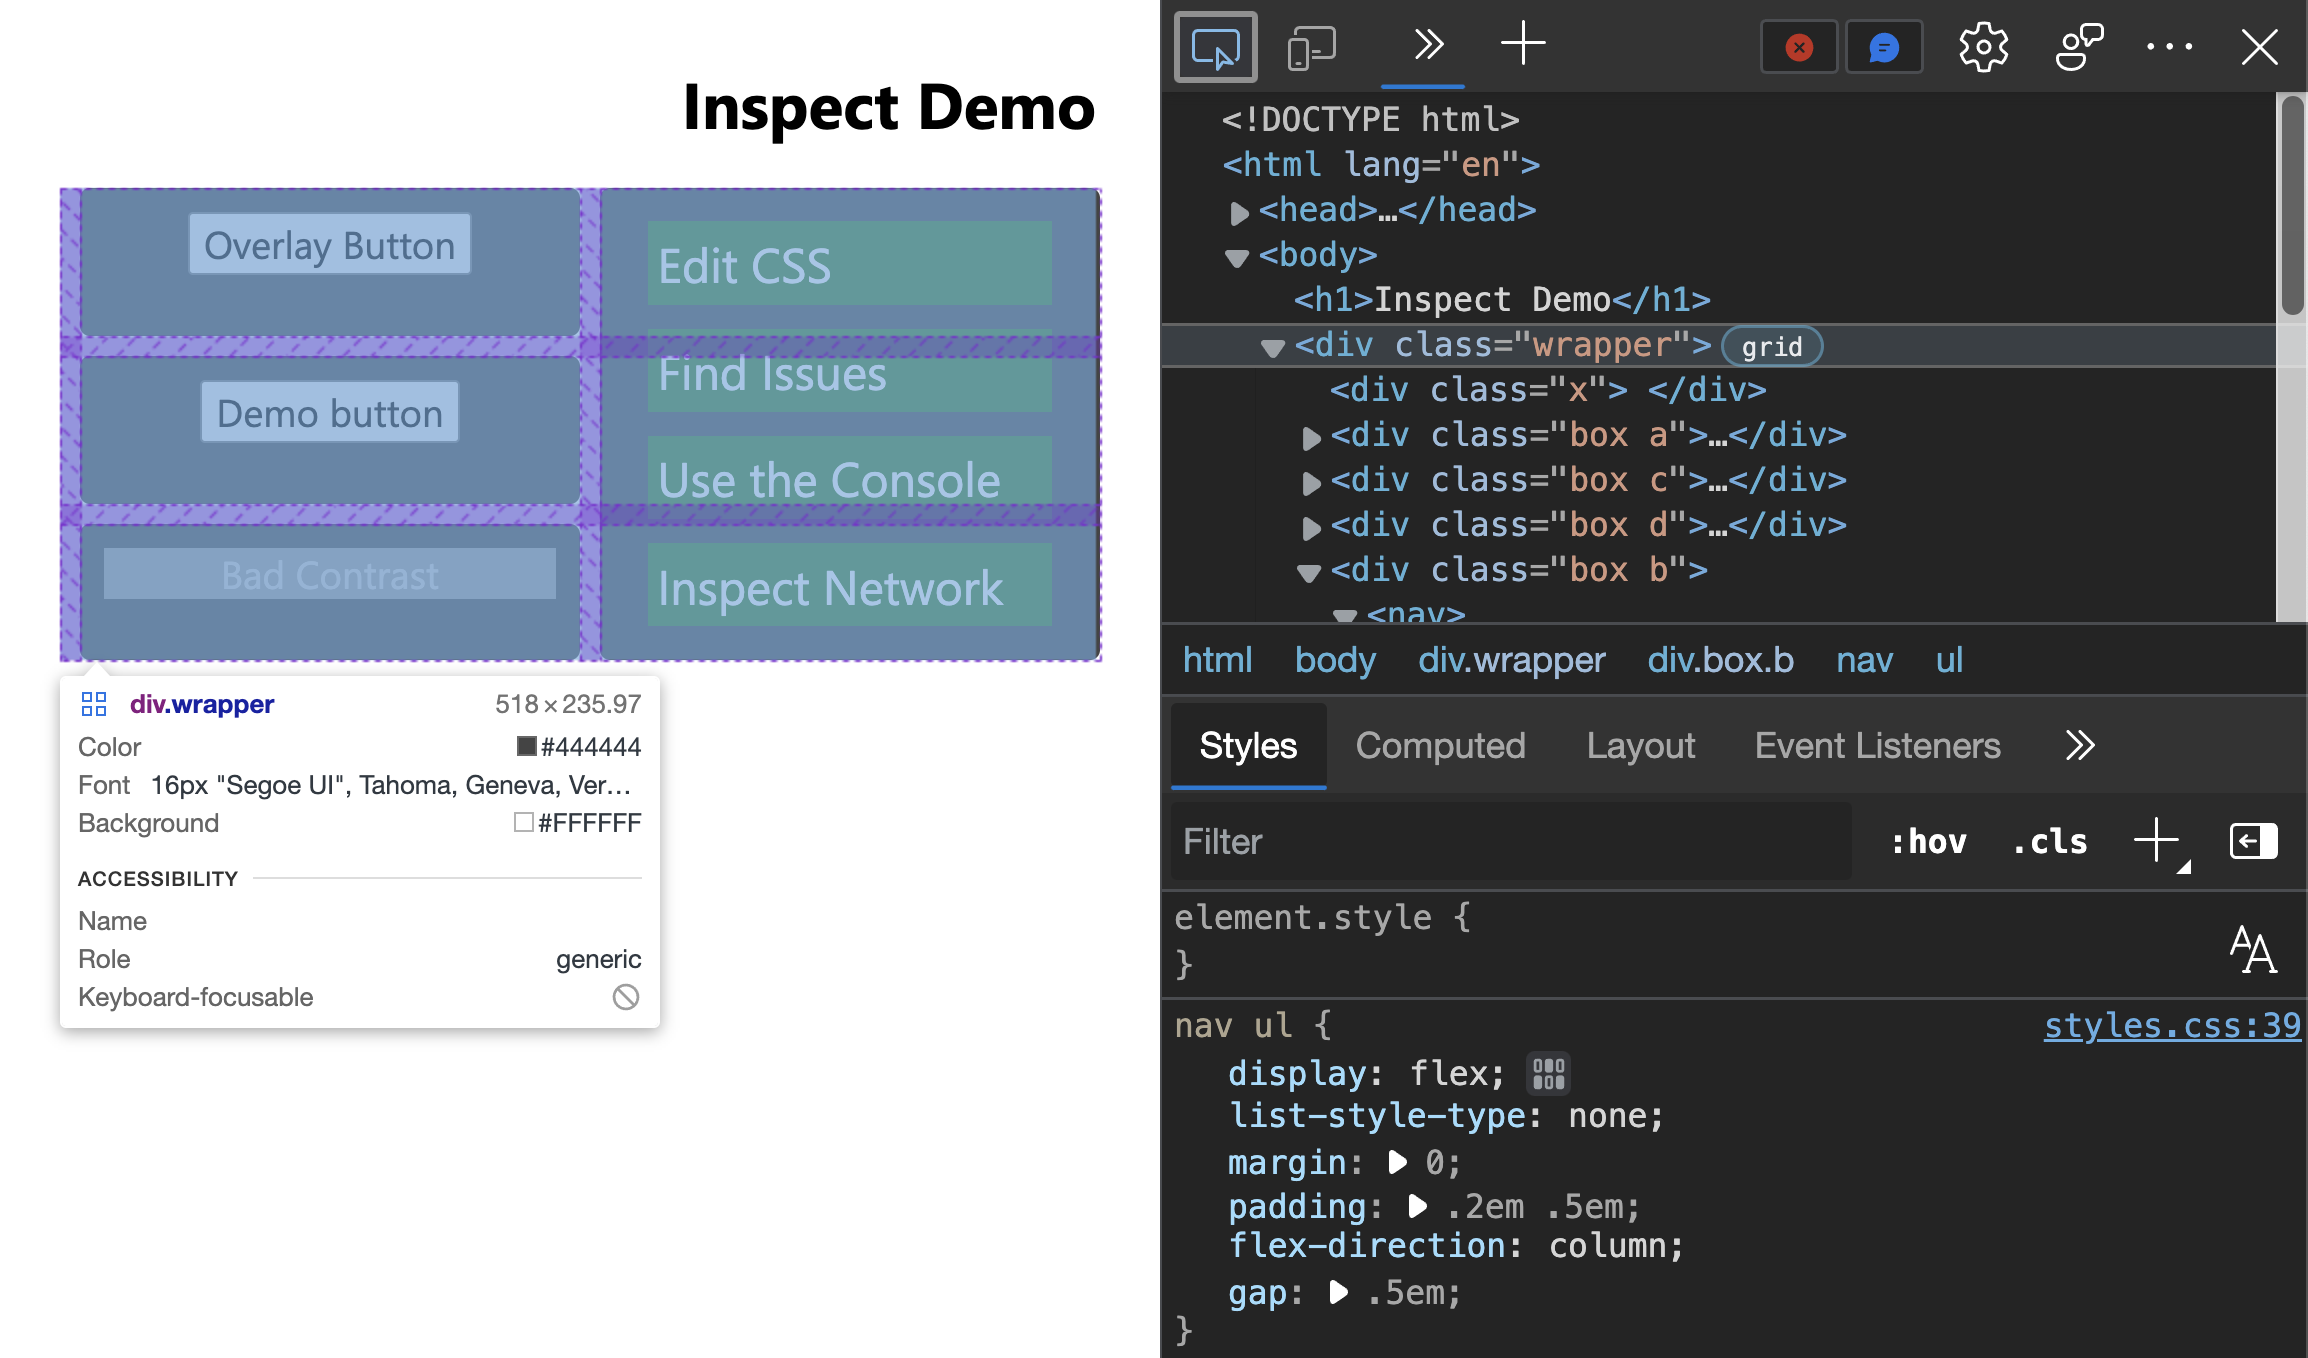 Inspect Demo
Overlay Button
Demo button
Bad Contrast
Edit CSS
Find Issues
Use the Console
Inspect Network
div.wrapper 518×235.97
Color #444444
Font 16px "Segoe UI", Tahoma, Geneva, Ver…
Background #FFFFFF
ACCESSIBILITY
Name
Role generic
Keyboard-focusable
<!DOCTYPE html>
<html lang="en">
<head>…</head>
<body>
<h1>Inspect Demo</h1>
<div class="wrapper"> grid
<div class="x"> </div>
<div class="box a">…</div>
<div class="box c">…</div>
<div class="box d">…</div>
<div class="box b">
<nav>
html body div.wrapper div.box.b nav ul
Styles Computed Layout Event Listeners
Filter :hov .cls
element.style {
}
nav ul { styles.css:39
display: flex;
list-style-type: none;
margin: 0;
padding: .2em .5em;
flex-direction: column;
gap: .5em;
}